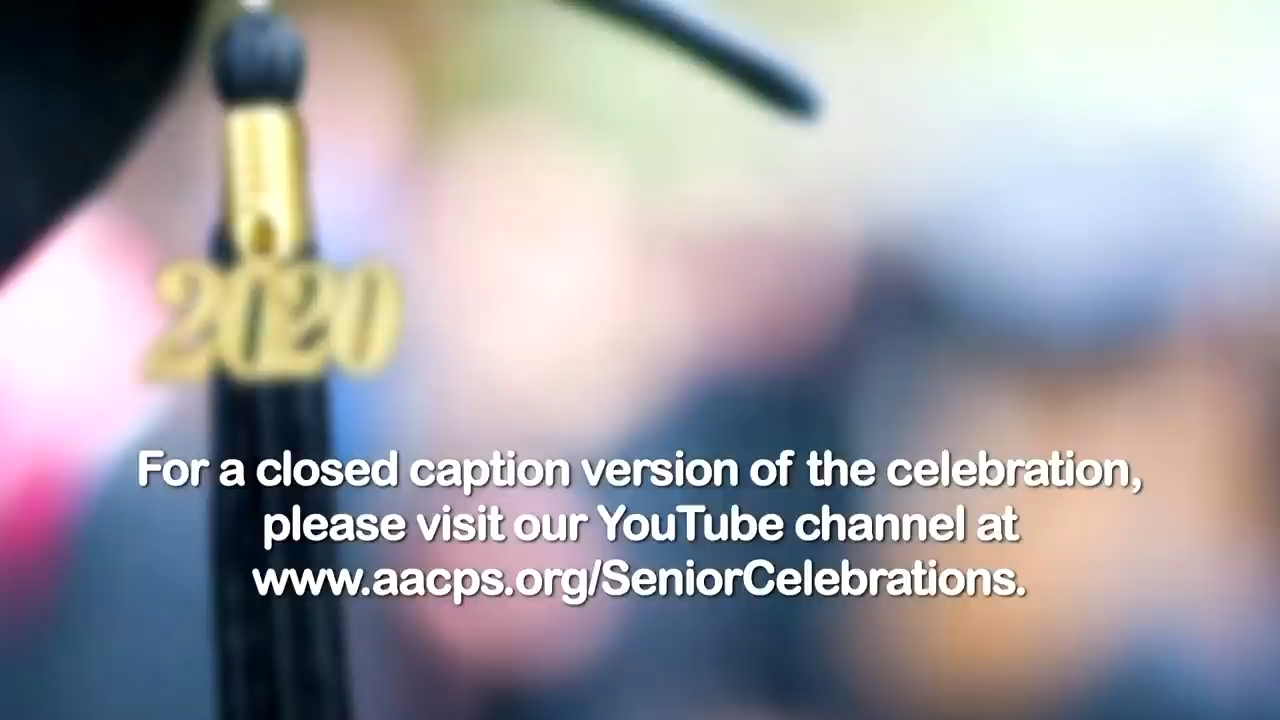 2020
For a closed caption version of the celebration,
please visit our YouTube channel at
www.aacps.org/SeniorCelebrations.